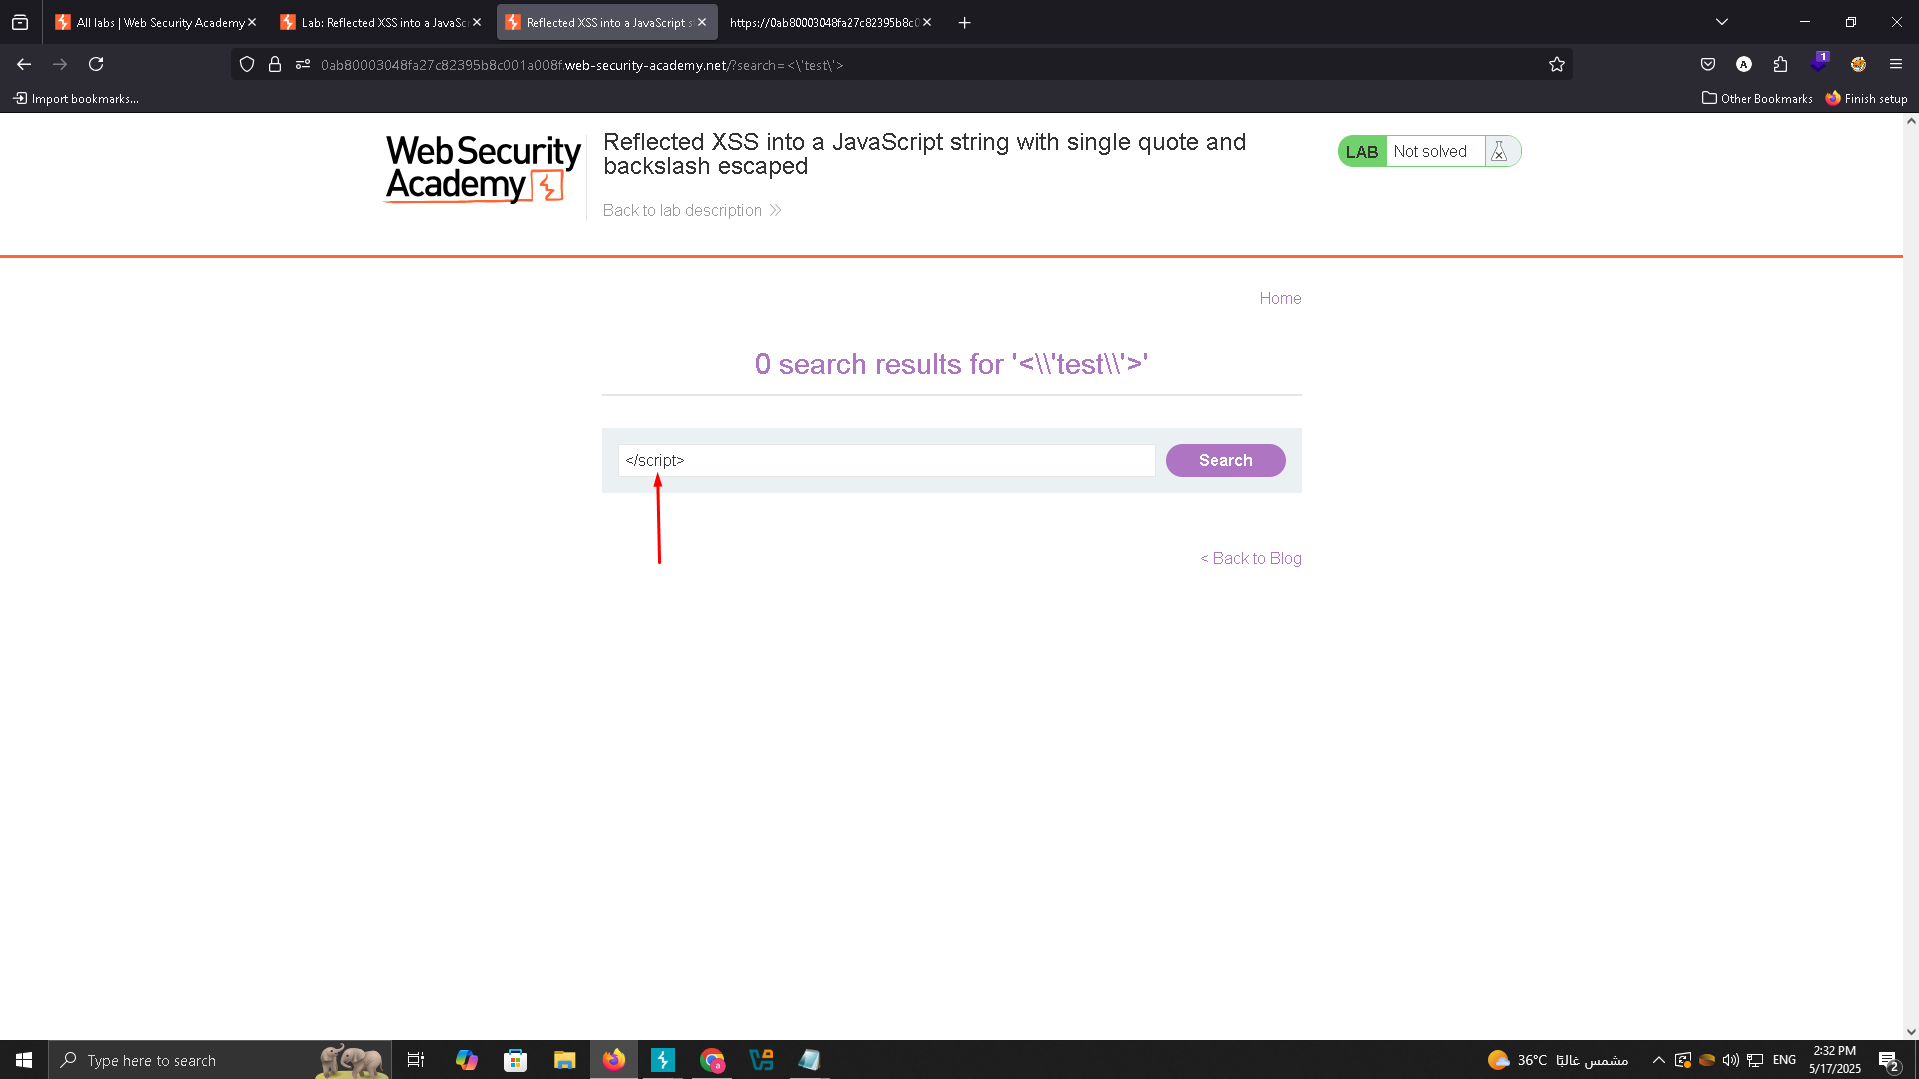 All labs | Web Security Academy
Lab: Reflected XSS into a JavaSc
Reflected XSS into a JavaScript s
https://0ab80003048fa27c82395b8c0
0ab80003048fa27c82395b8c001a008f.web-security-academy.net/?search=<\'test\'>
A
1
Import bookmarks...
Other Bookmarks
Finish setup
WebSecurity
Academy
Reflected XSS into a JavaScript string with single quote and
backslash escaped
Back to lab description
LAB
Not solved
Home
0 search results for '<\\'test\\'>'
</script>
Search
< Back to Blog
Type here to search
a
36°C مشمس غالبًا
ENG
2:32 PM
5/17/2025
2